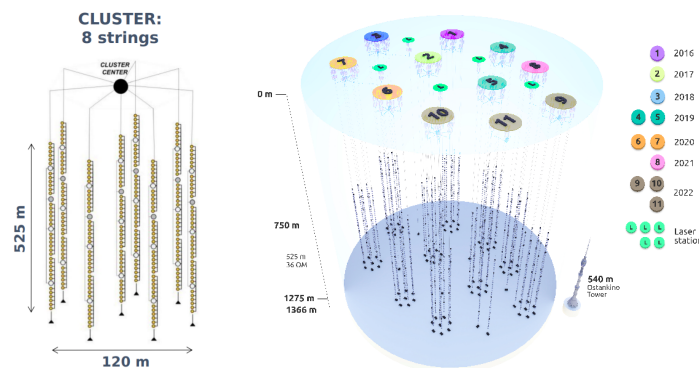 CLUSTER:
8 strings
CLUSTER
CENTER
525 m
120 m
0 m
750 m
525 m
36 OM
1275 m
1366 m
3
1
7
2
4
L
L
L
L
L
8
6
5
10
11
9
540 m
Ostankino
Tower
1 2016
2 2017
3 2018
4 5 2019
6 7 2020
8 2021
9 10 2022
11
L L L Laser
L L